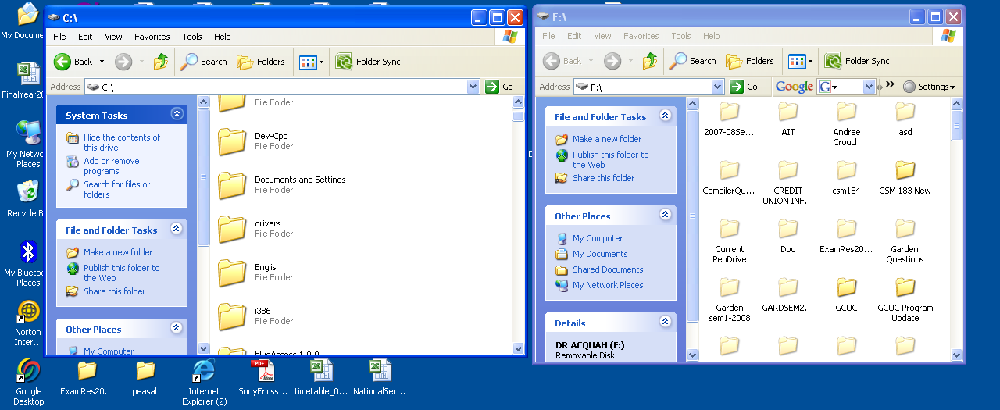 My Docume
FinalYear20
My Netwo
Places
Recycle B
My Bluetoo
Places
Norton
Inter...
Google
Desktop
ExamRes20...
peasah
Internet
Explorer (2)
SonyEricss...
timetable_0...
NationalSer...
C:\
File Edit View Favorites Tools Help
Back Search Folders Folder Sync
Address C:\ Go
System Tasks
Hide the contents of
this drive
Add or remove
programs
Search for files or
folders
File and Folder Tasks
Make a new folder
Publish this folder to
the Web
Share this folder
Other Places
My Computer
File Folder
Dev-Cpp
File Folder
Documents and Settings
File Folder
drivers
File Folder
English
File Folder
i386
File Folder
blueAccess 1.0.0
F:\
File Edit View Favorites Tools Help
Back Search Folders Folder Sync
Address F:\ Go Google G Settings
File and Folder Tasks
Make a new folder
Publish this folder to
the Web
Share this folder
Other Places
My Computer
My Documents
Shared Documents
My Network Places
Details
DR ACQUAH (F:)
Removable Disk
2007-08Se...
AIT
Andrae
Crouch
asd
CompilerQu...
CREDIT
UNION INF...
csm184
CSM 183 New
Current
PenDrive
Doc
ExamRes20...
Garden
Questions
Garden
sem1-2008
GARDSEM2...
GCUC
GCUC Program
Update